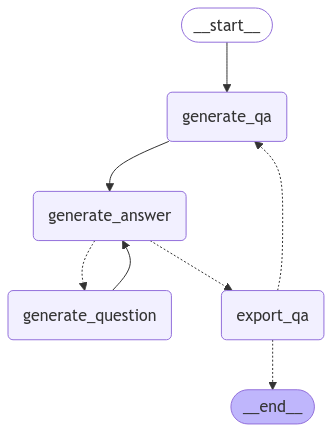 __start__
generate_qa
generate_answer
generate_question
export_qa
__end__